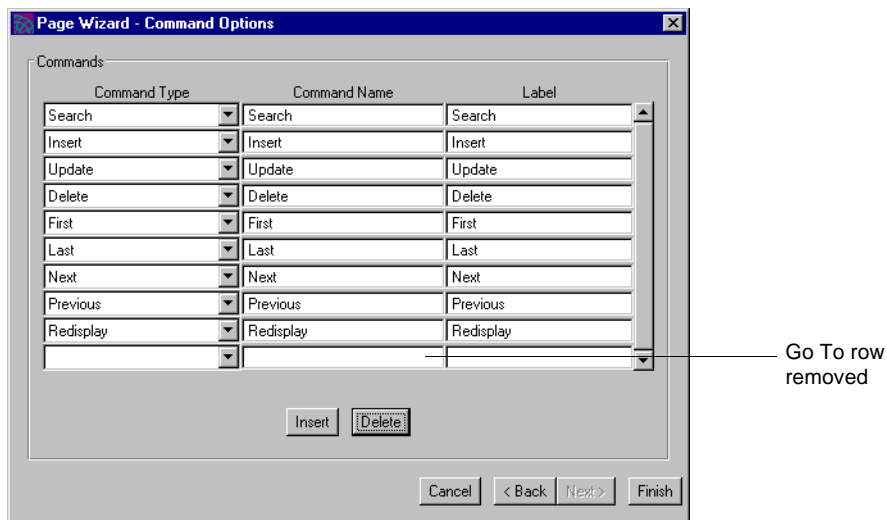 Page Wizard - Command Options
Commands
Command Type Command Name Label
Search Search Search
Insert Insert Insert
Update Update Update
Delete Delete Delete
First First First
Last Last Last
Next Next Next
Previous Previous Previous
Redisplay Redisplay Redisplay
Go To row
removed
Insert Delete
Cancel < Back Next > Finish